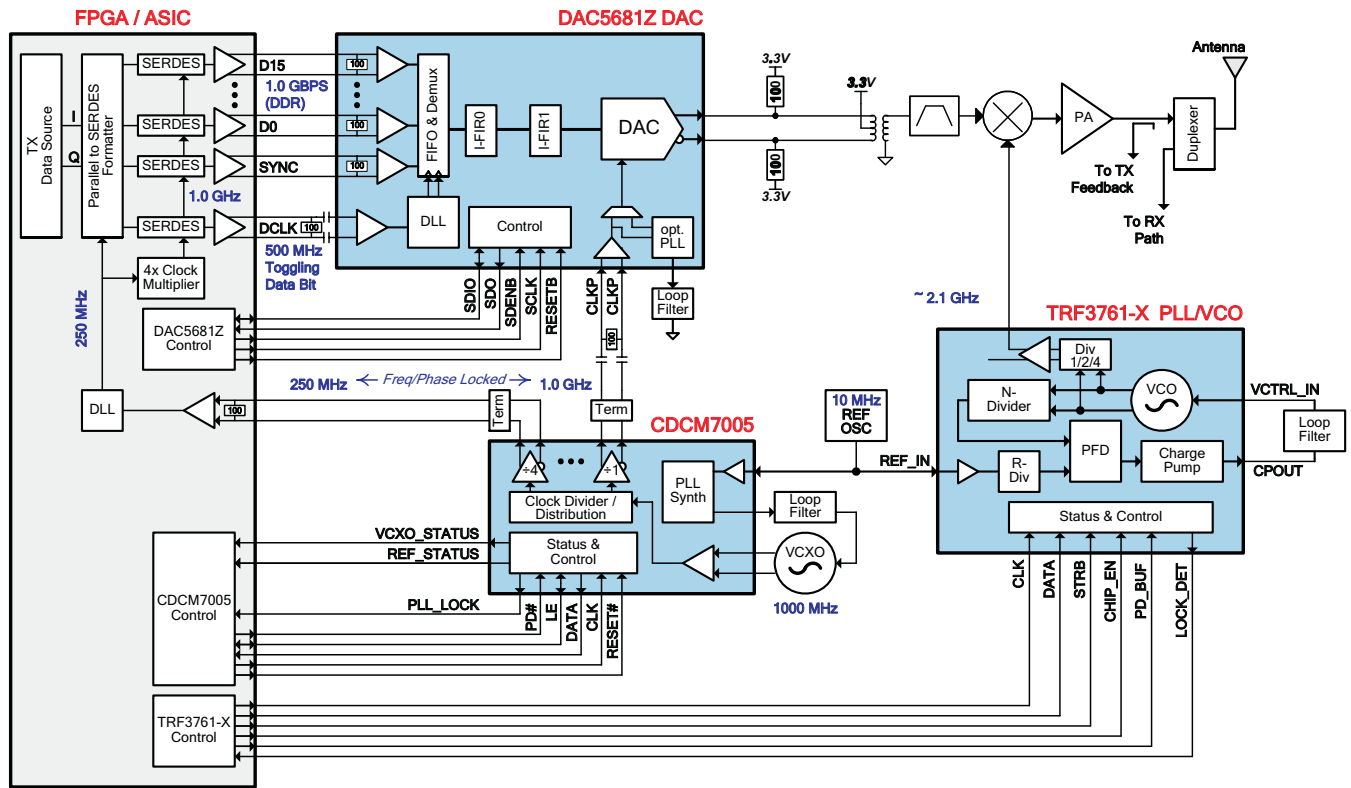 FPGA / ASIC
DAC5681Z DAC
TX
Data Source
I
Q
Parallel to SERDES
Formatter
SERDES
SERDES
SERDES
SERDES
D15
1.0 GBPS
(DDR)
D0
SYNC
1.0 GHz
DCLK
100
500 MHz
Toggling
Data Bit
4x Clock
Multiplier
250 MHz
DAC5681Z
Control
DLL
100
100
100
100
FIFO & Demux
DLL
I-FIR0
I-FIR1
DAC
Control
opt.
PLL
Loop
Filter
SDIO
SDO
SDENB
SCLK
RESETB
CLKP
CLKP
100
3.3V
100
3.3V
100
3.3V
PA
Antenna
Duplexer
To TX
Feedback
To RX
Path
~ 2.1 GHz
TRF3761-X PLL/VCO
Div
1/2/4
N-
Divider
VCO
PFD
R-
Div
Charge
Pump
Status & Control
VCTRL_IN
Loop
Filter
CPOUT
REF_IN
10 MHz
REF
OSC
CLK
DATA
STRB
CHIP_EN
PD_BUF
LOCK_DET
250 MHz
Freq/Phase Locked
1.0 GHz
Term
Term
CDCM7005
÷4
÷1
Clock Divider /
Distribution
PLL
Synth
Loop
Filter
VCXO
1000 MHz
Status &
Control
VCXO_STATUS
REF_STATUS
PLL_LOCK
PD#
LE
DATA
CLK
RESET#
CDCM7005
Control
TRF3761-X
Control